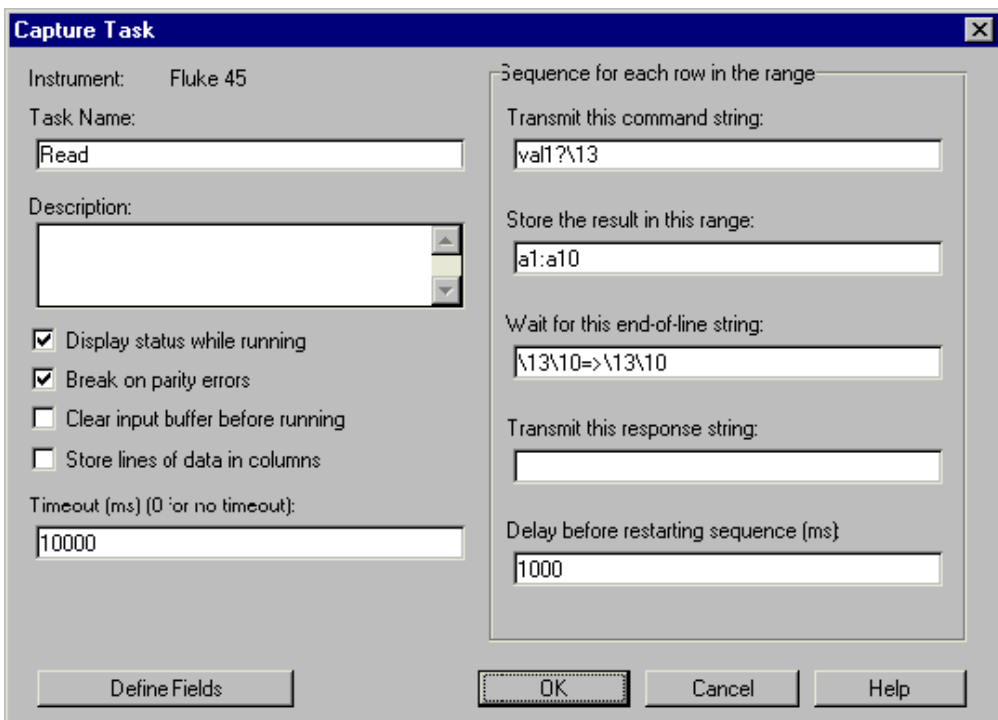 Capture Task
Instrument: Fluke 45
Task Name:
Read
Description:
Display status while running
Break on parity errors
Clear input buffer before running
Store lines of data in columns
Timeout (ms) (0 for no timeout):
10000
Sequence for each row in the range
Transmit this command string:
val1?\13
Store the result in this range:
a1:a10
Wait for this end-of-line string:
\13\10=>\13\10
Transmit this response string:
Delay before restarting sequence (ms):
1000
Define Fields
OK
Cancel
Help